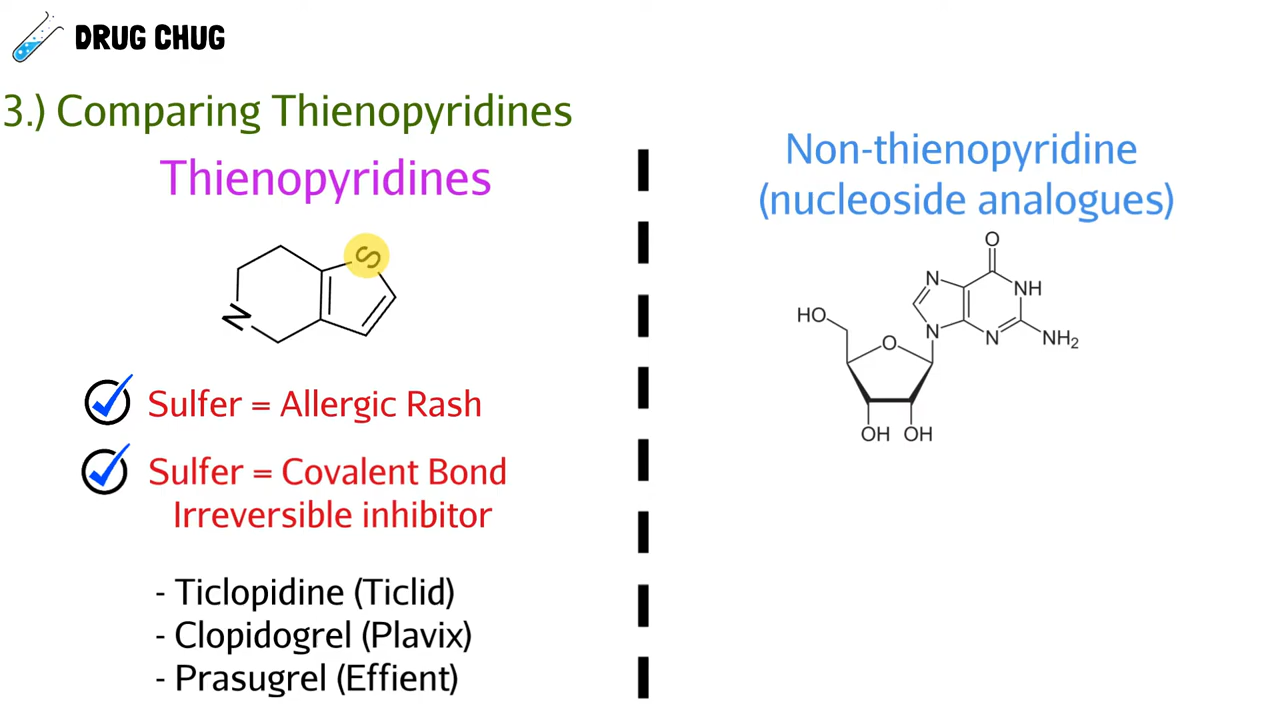 DRUG CHUG
3.) Comparing Thienopyridines
Thienopyridines
S
N
Sulfer = Allergic Rash
Sulfer = Covalent Bond
Irreversible inhibitor
- Ticlopidine (Ticlid)
- Clopidogrel (Plavix)
- Prasugrel (Effient)
Non-thienopyridine
(nucleoside analogues)
O
N
NH
HO
N
N
NH₂
O
OH
OH